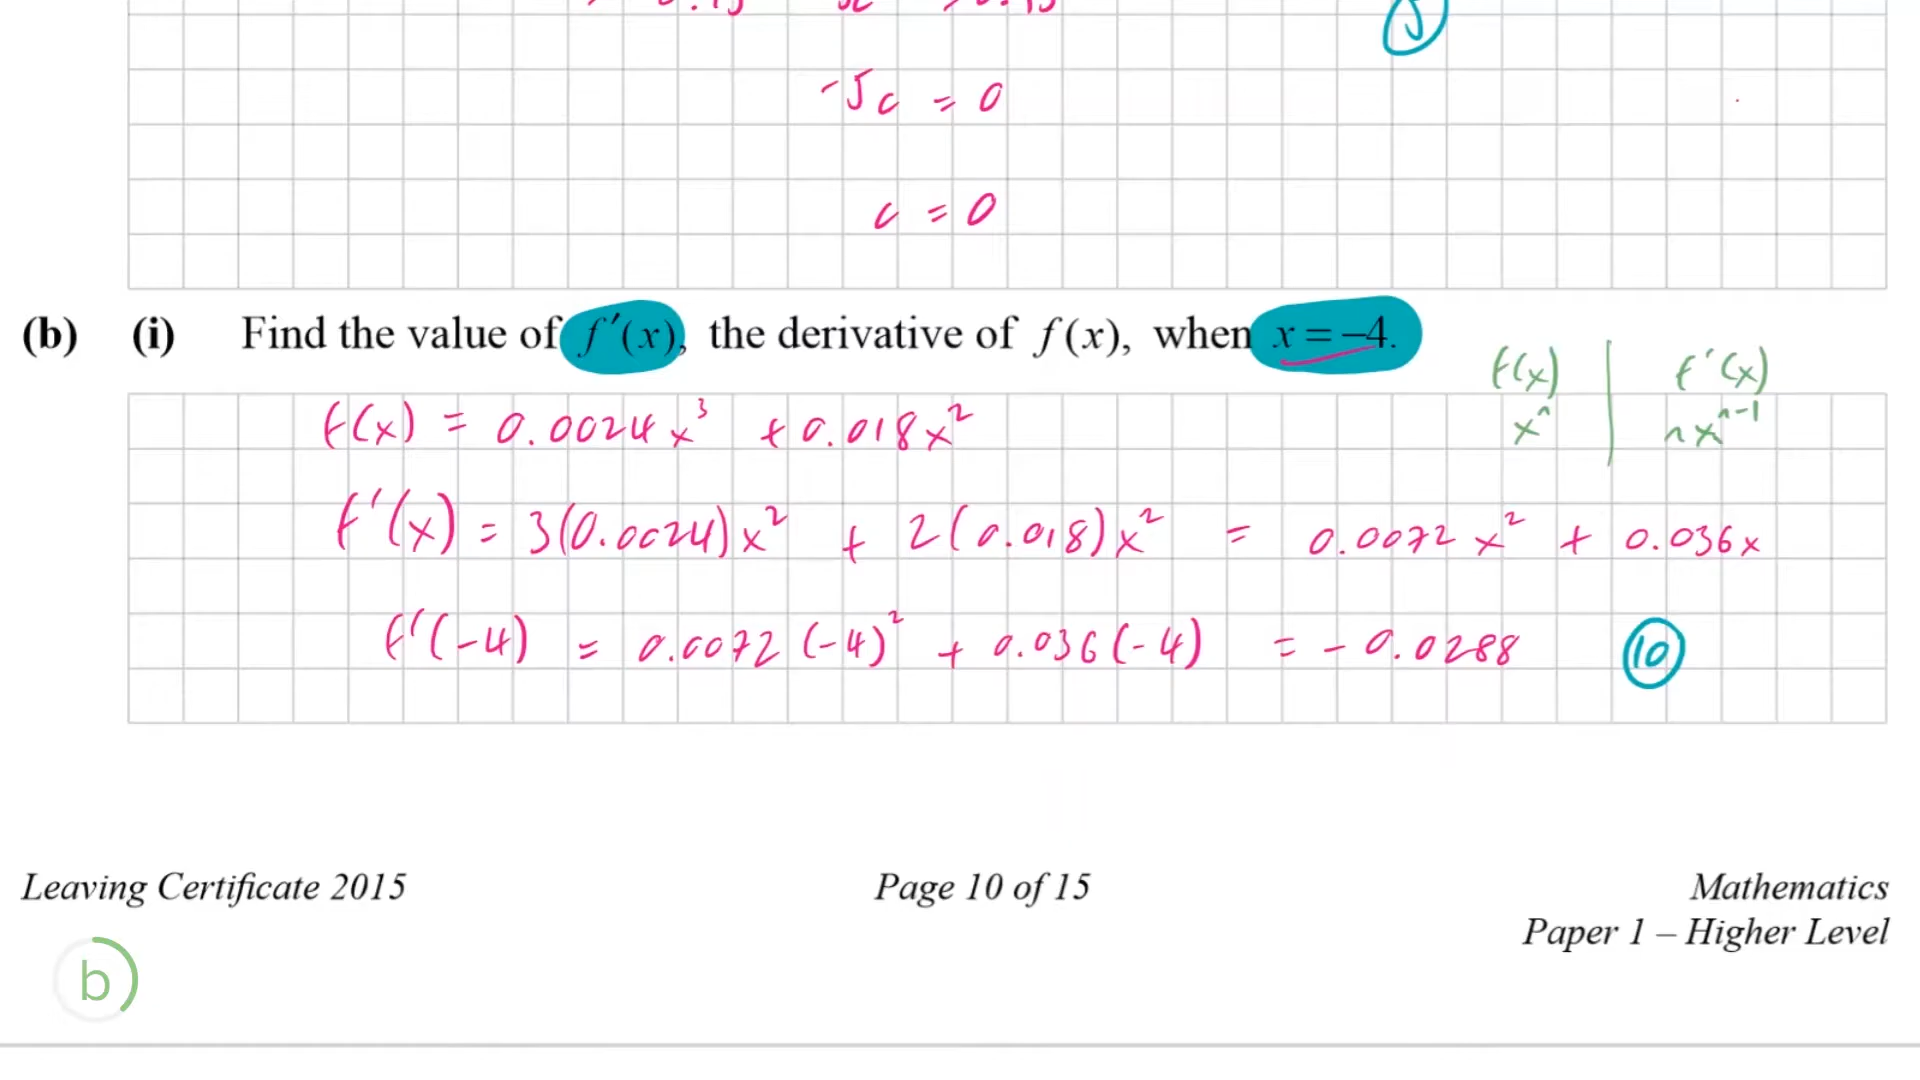 -5c = 0
c = 0
(b) (i) Find the value of f′(x), the derivative of f(x), when x = –4.
f(x) | f'(x)
xⁿ | nxⁿ⁻¹
f(x) = 0.0024x³ + 0.018x²
f'(x) = 3(0.0024)x² + 2(0.018)x² = 0.0072x² + 0.036x
f'(-4) = 0.0072(-4)² + 0.036(-4) = -0.0288 10
Leaving Certificate 2015 Page 10 of 15 Mathematics
Paper 1 – Higher Level
b